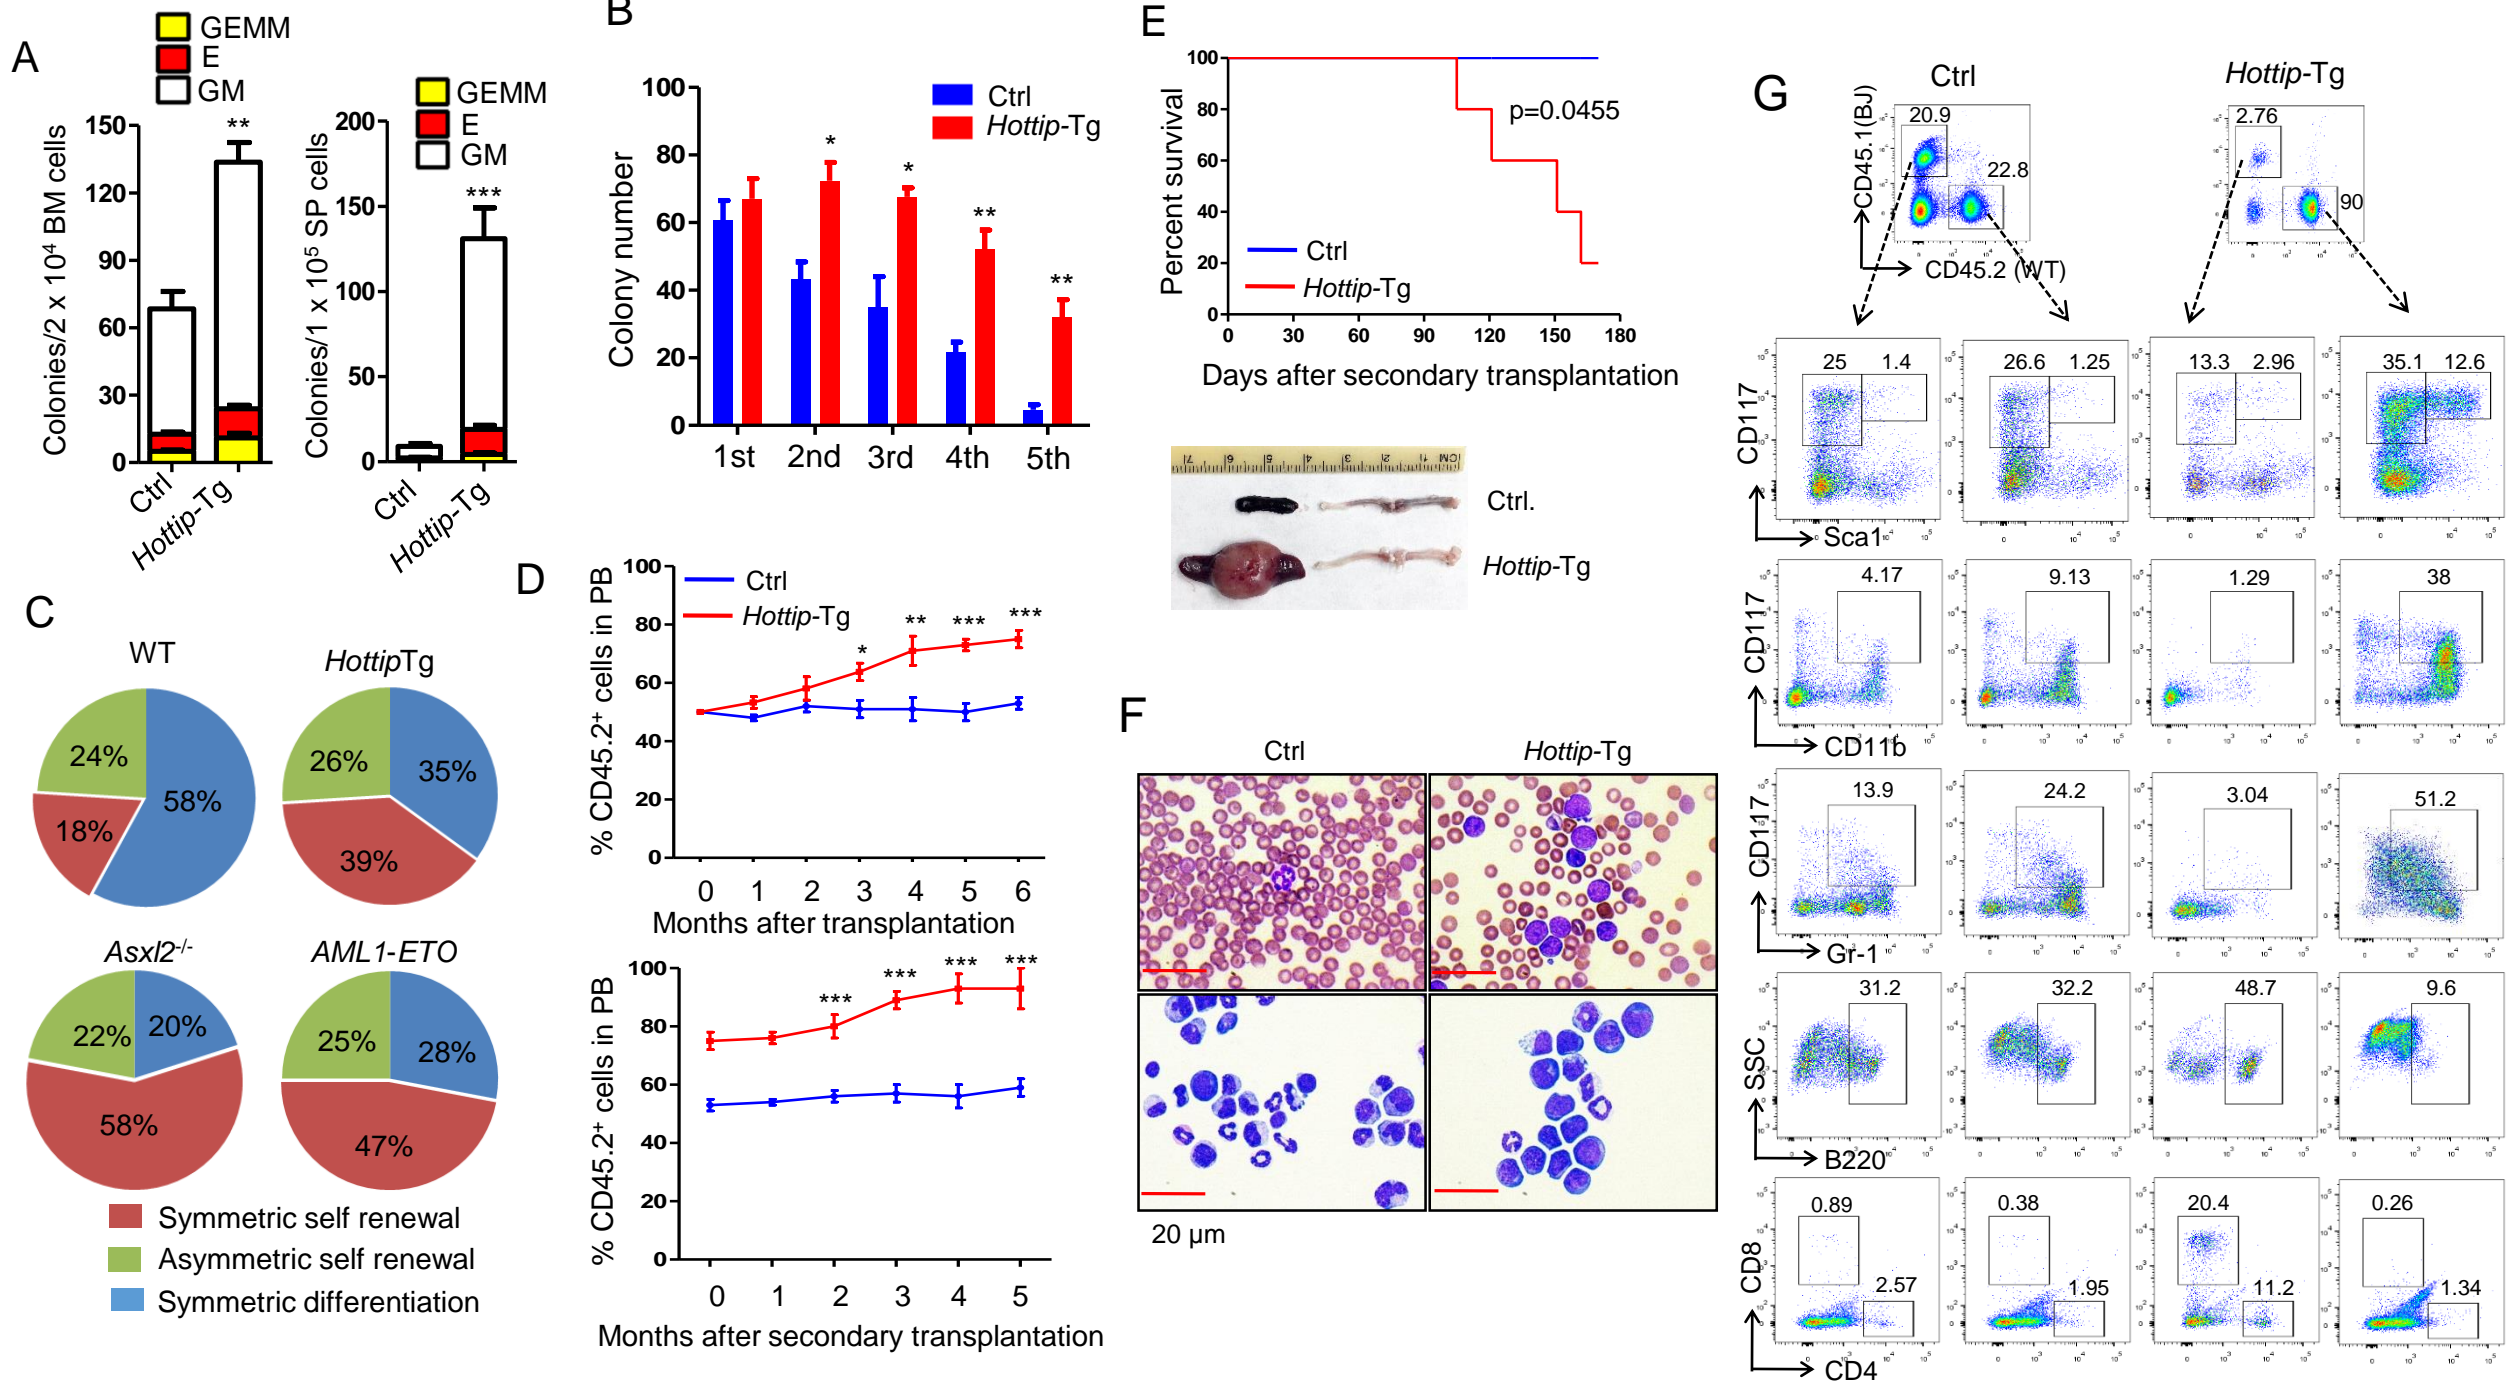 A
GEMM
E
GM
Colonies/2 x 10⁴ BM cells
150
120
90
60
30
0
**
Ctrl
Hottip-Tg
GEMM
E
GM
Colonies/1 x 10⁵ SP cells
200
150
100
50
0
***
Ctrl
Hottip-Tg
B
Colony number
100
80
60
40
20
0
Ctrl
Hottip-Tg
*
*
**
**
1st 2nd 3rd 4th 5th
C
WT
24%
58%
18%
HottipTg
26%
35%
39%
Asxl2-/-
22%
20%
58%
AML1-ETO
25%
28%
47%
Symmetric self renewal
Asymmetric self renewal
Symmetric differentiation
D
% CD45.2⁺ cells in PB
100
80
60
40
20
0
Ctrl
Hottip-Tg
* ** *** ***
0 1 2 3 4 5 6
Months after transplantation
% CD45.2⁺ cells in PB
100
80
60
40
20
0
*** *** *** ***
0 1 2 3 4 5
Months after secondary transplantation
E
Percent survival
100
80
60
40
20
0
p=0.0455
Ctrl
Hottip-Tg
0 30 60 90 120 150 180
Days after secondary transplantation
Ctrl.
Hottip-Tg
F
Ctrl Hottip-Tg
20 µm
G
Ctrl Hottip-Tg
CD45.1(BJ)
CD45.2 (WT)
20.9
22.8
2.76
90
CD117
Sca1
25 1.4 26.6 1.25 13.3 2.96 35.1 12.6
CD117
CD11b
4.17 9.13 1.29 38
CD117
Gr-1
13.9 24.2 3.04 51.2
SSC
B220
31.2 32.2 48.7 9.6
CD8
CD4
0.89 0.38 20.4 0.26
2.57 1.95 11.2 1.34